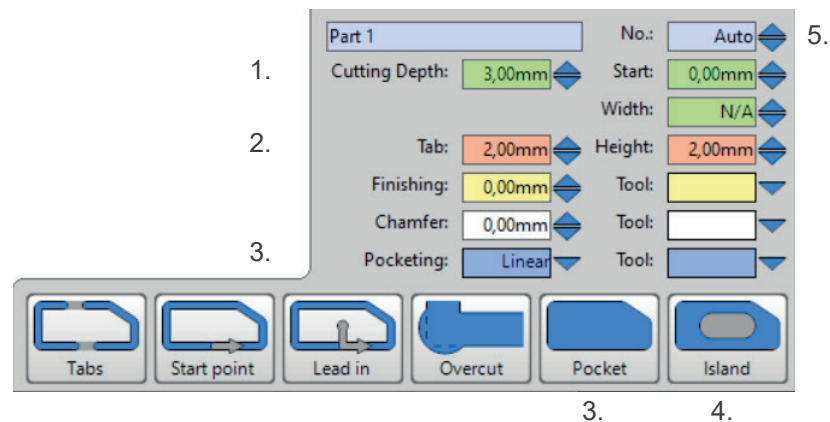 Part 1 No.: Auto 5.
1. Cutting Depth: 3,00mm Start: 0,00mm
Width: N/A
2. Tab: 2,00mm Height: 2,00mm
Finishing: 0,00mm Tool:
Chamfer: 0,00mm Tool:
3. Pocketing: Linear Tool:
Tabs Start point Lead in Overcut Pocket Island
3. 4.